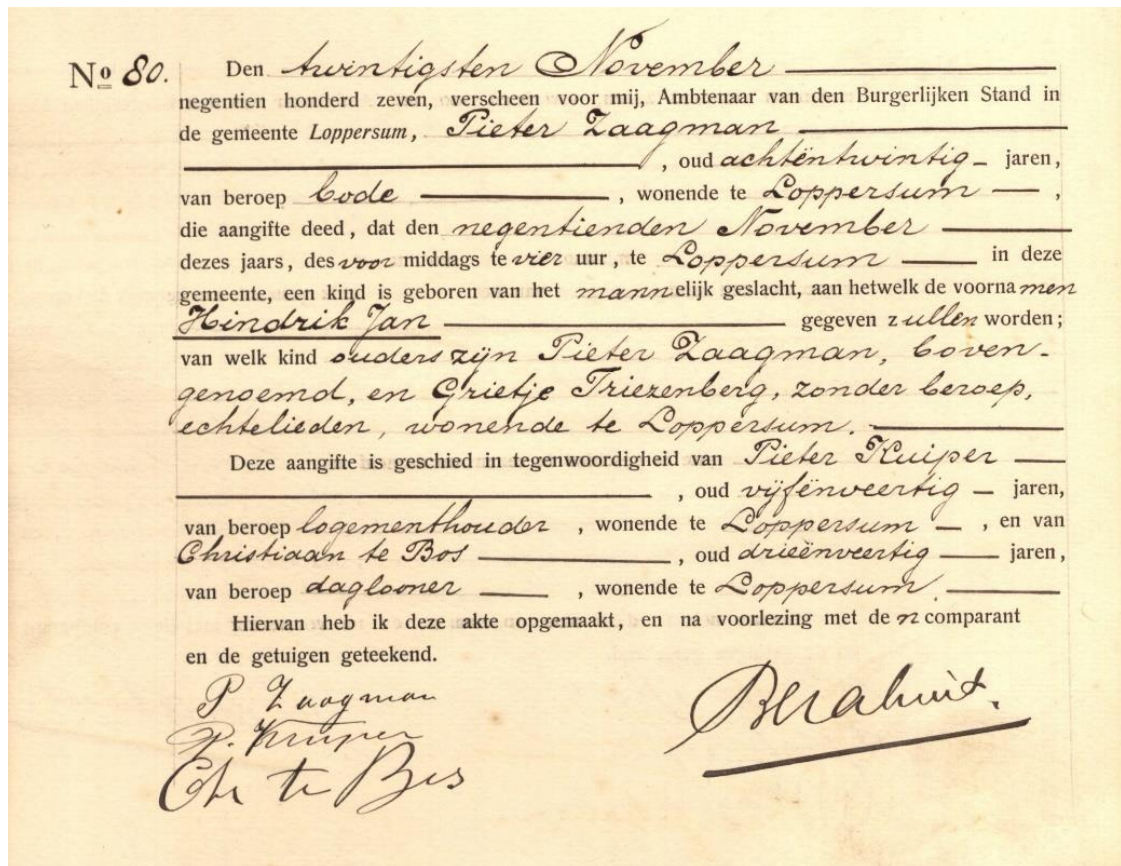 No 80. Den twintigsten November
negentien honderd zeven, verscheen voor mij, Ambtenaar van den Burgerlijken Stand in
de gemeente Loppersum, Pieter Zaagman
, oud achtëntwintig jaren,
van beroep bode , wonende te Loppersum ,
die aangifte deed, dat den negentienden November
dezes jaars, des voor middags te vier uur, te Loppersum in deze
gemeente, een kind is geboren van het mannelijk geslacht, aan hetwelk de voornamen
Hindrik Jan gegeven zullen worden;
van welk kind ouders zijn Pieter Zaagman, boven-
genoemd, en Grietje Triezenberg, zonder beroep,
echtelieden, wonende te Loppersum.
Deze aangifte is geschied in tegenwoordigheid van Pieter Kuiper
, oud vijfënveertig jaren,
van beroep logementhouder , wonende te Loppersum , en van
Christiaan te Bos , oud drieënveertig jaren,
van beroep daglooner , wonende te Loppersum.
Hiervan heb ik deze akte opgemaakt, en na voorlezing met de n comparant
en de getuigen geteekend.
P Zaagman
P. Kuiper
Chr te Bos